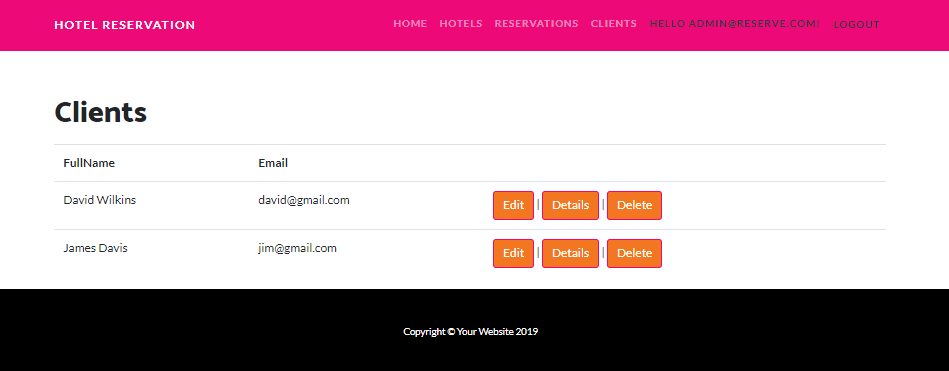 HOTEL RESERVATION HOME HOTELS RESERVATIONS CLIENTS HELLO ADMIN@RESERVE.COM! LOGOUT
Clients
FullName Email
David Wilkins david@gmail.com Edit | Details | Delete
James Davis jim@gmail.com Edit | Details | Delete
Copyright © Your Website 2019